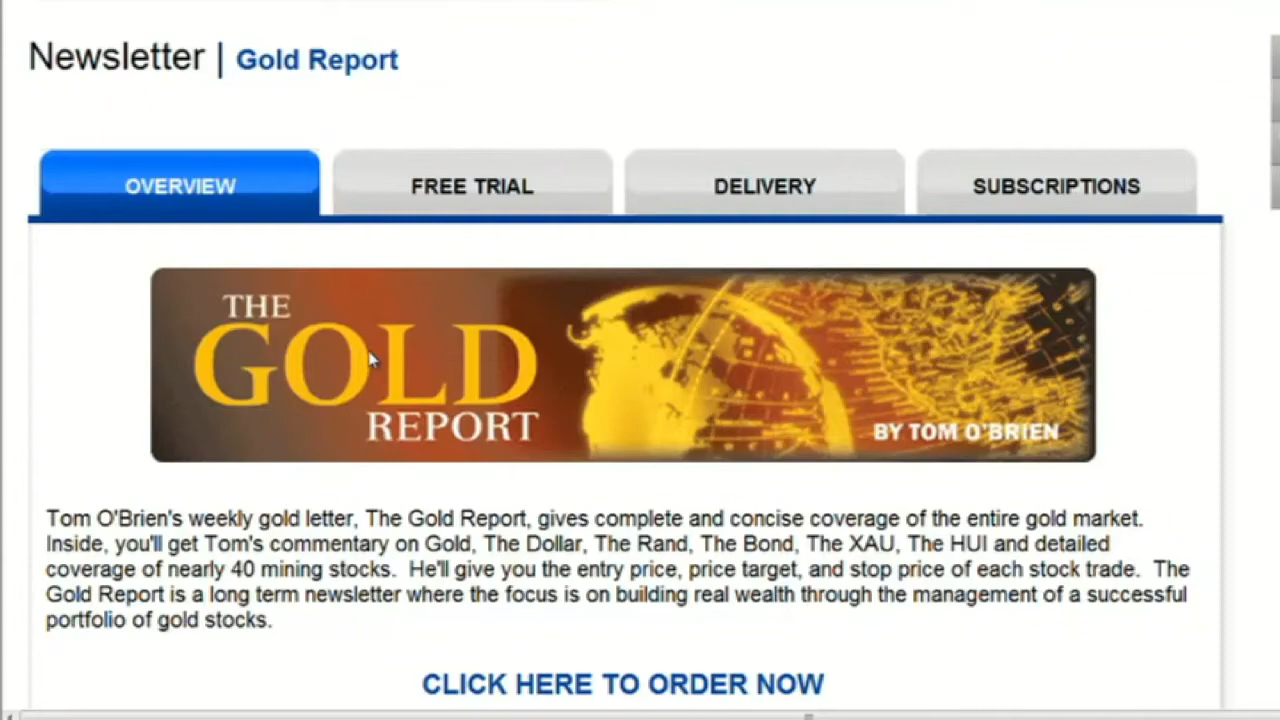 Newsletter | Gold Report
OVERVIEW
FREE TRIAL
DELIVERY
SUBSCRIPTIONS
THE
GOLD
REPORT
BY TOM O'BRIEN
Tom O'Brien's weekly gold letter, The Gold Report, gives complete and concise coverage of the entire gold market.
Inside, you'll get Tom's commentary on Gold, The Dollar, The Rand, The Bond, The XAU, The HUI and detailed
coverage of nearly 40 mining stocks.  He'll give you the entry price, price target, and stop price of each stock trade.  The
Gold Report is a long term newsletter where the focus is on building real wealth through the management of a successful
portfolio of gold stocks.
CLICK HERE TO ORDER NOW